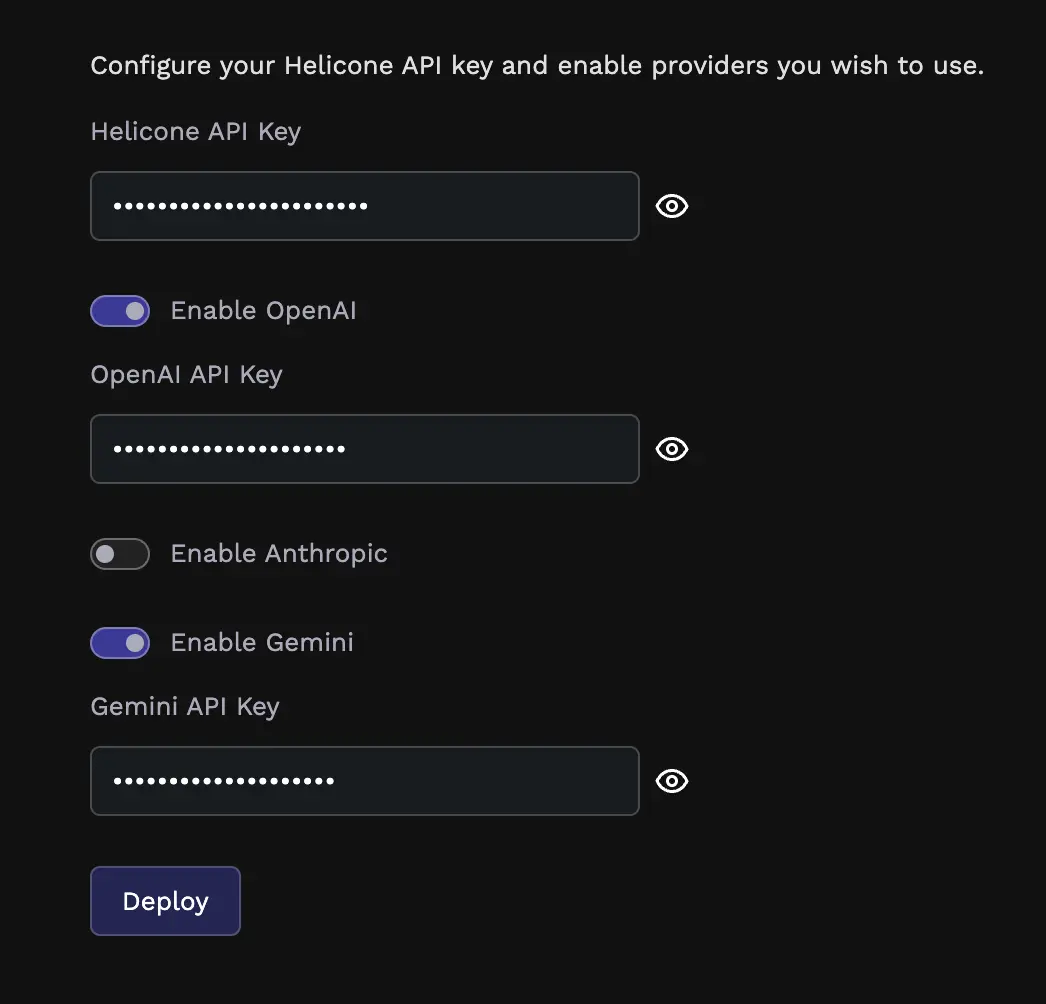 Configure your Helicone API key and enable providers you wish to use.
Helicone API Key
•••••••••••••••••••••••
Enable OpenAI
OpenAI API Key
•••••••••••••••••••••
Enable Anthropic
Enable Gemini
Gemini API Key
••••••••••••••••••••
Deploy